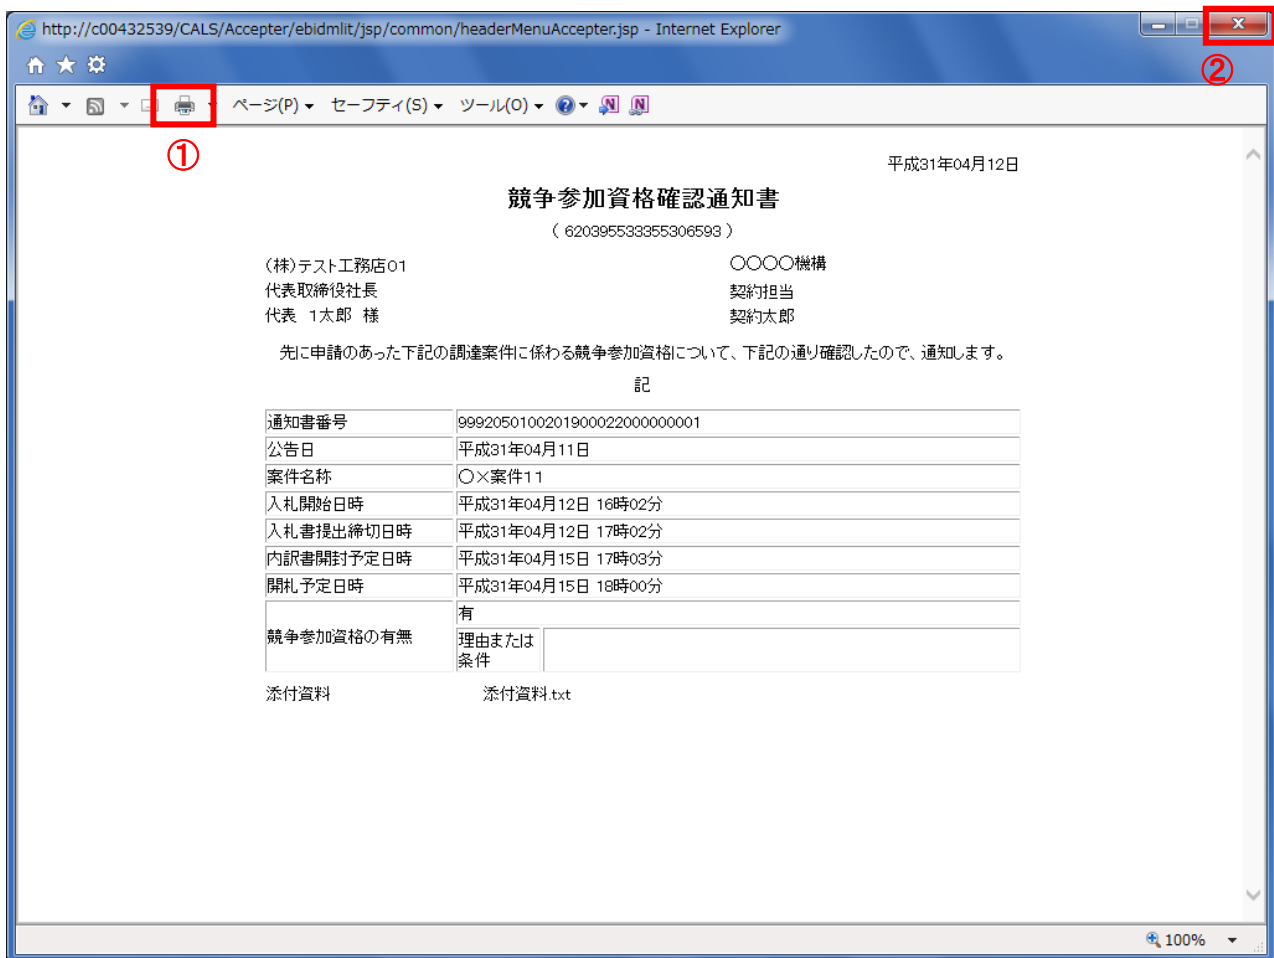 http://c00432539/CALS/Accepter/ebidmlit/jsp/common/headerMenuAccepter.jsp - Internet Explorer
②
ページ(P) セーフティ(S) ツール(O)
①
平成31年04月12日
競争参加資格確認通知書
( 620395533355306593 )
(株)テスト工務店01 〇〇〇〇機構
代表取締役社長 契約担当
代表 1太郎 様 契約太郎
先に申請のあった下記の調達案件に係わる競争参加資格について、下記の通り確認したので、通知します。
記
通知書番号 99920501002019000220000000001
公告日 平成31年04月11日
案件名称 〇×案件11
入札開始日時 平成31年04月12日 16時02分
入札書提出締切日時 平成31年04月12日 17時02分
内訳書開封予定日時 平成31年04月15日 17時03分
開札予定日時 平成31年04月15日 18時00分
競争参加資格の有無 有
理由または
条件
添付資料 添付資料.txt
100%